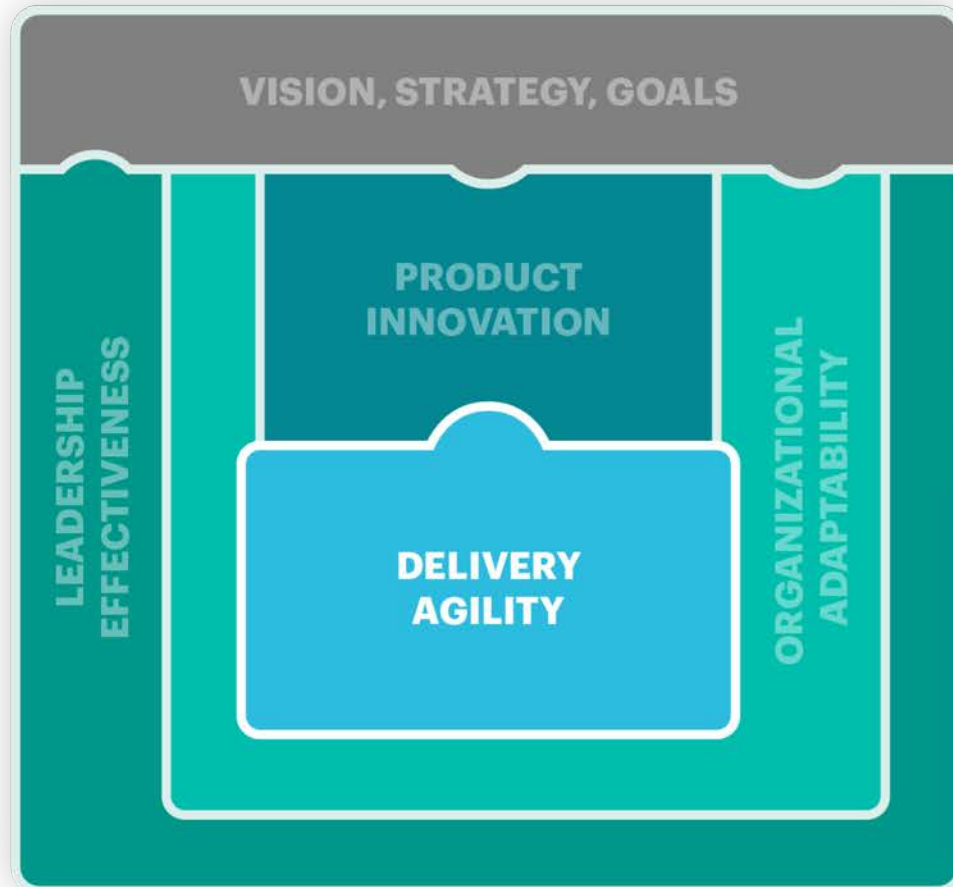 VISION, STRATEGY, GOALS
PRODUCT
INNOVATION
LEADERSHIP
EFFECTIVENESS
ORGANIZATIONAL
ADAPTABILITY
DELIVERY
AGILITY